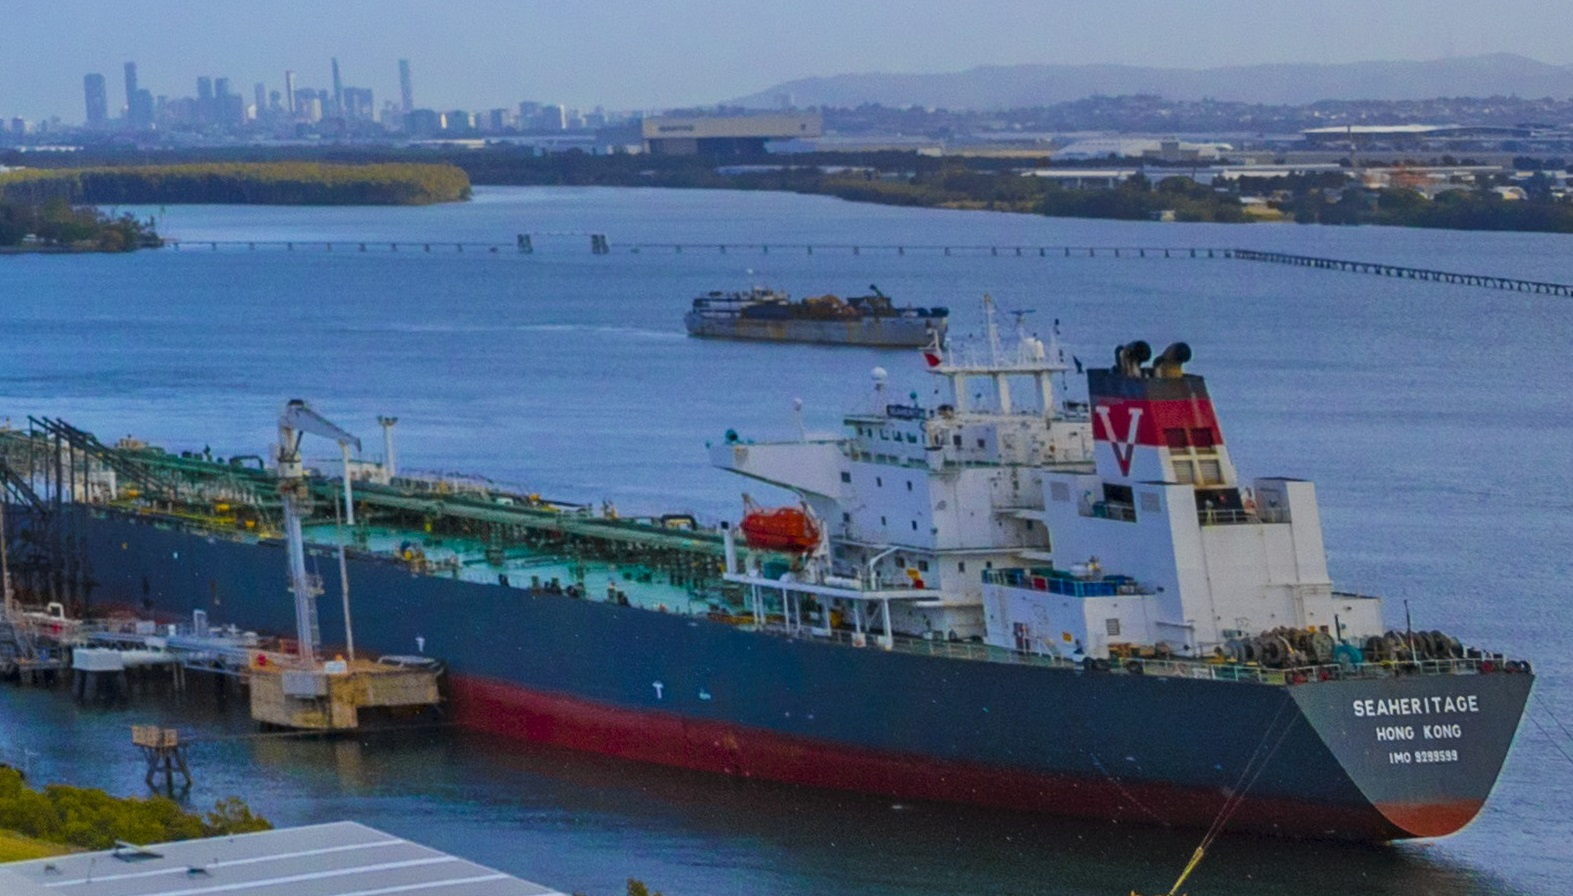 V
SEAHERITAGE
HONG KONG
IMO 9299599